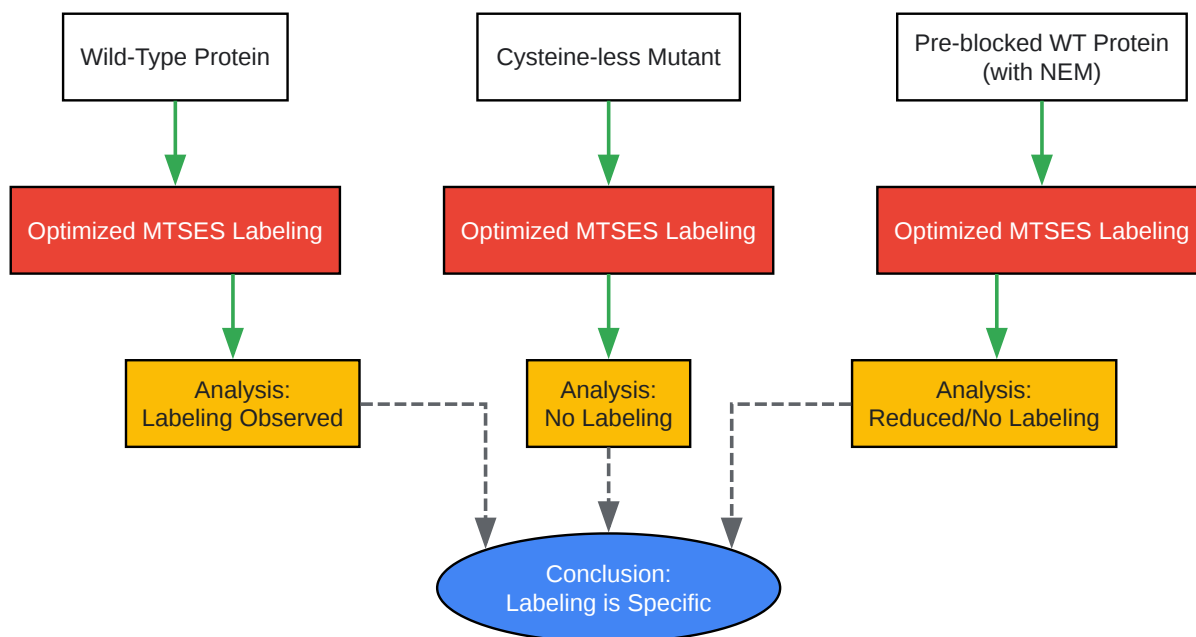 Wild-Type Protein
Cysteine-less Mutant
Pre-blocked WT Protein
(with NEM)
Optimized MTSES Labeling
Optimized MTSES Labeling
Optimized MTSES Labeling
Analysis:
Labeling Observed
Analysis:
No Labeling
Analysis:
Reduced/No Labeling
Conclusion:
Labeling is Specific